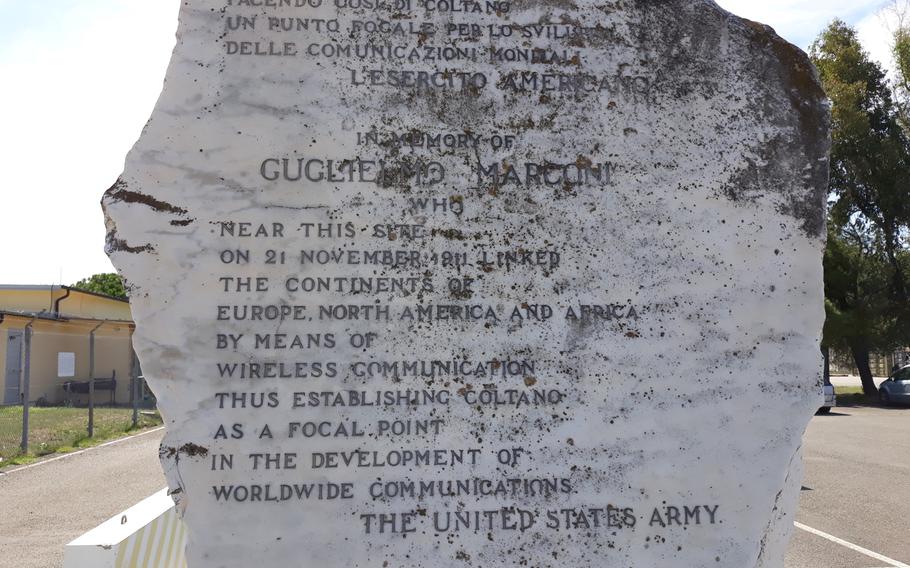 FACENDO COSÌ DI COLTANO
UN PUNTO FOCALE PER LO SVILUPPO
DELLE COMUNICAZIONI MONDIALI
L'ESERCITO AMERICANO
IN MEMORY OF
GUGLIELMO MARCONI
WHO
NEAR THIS SITE
ON 21 NOVEMBER 1911 LINKED
THE CONTINENTS OF
EUROPE, NORTH AMERICA AND AFRICA
BY MEANS OF
WIRELESS COMMUNICATION
THUS ESTABLISHING COLTANO
AS A FOCAL POINT
IN THE DEVELOPMENT OF
WORLDWIDE COMMUNICATIONS
THE UNITED STATES ARMY